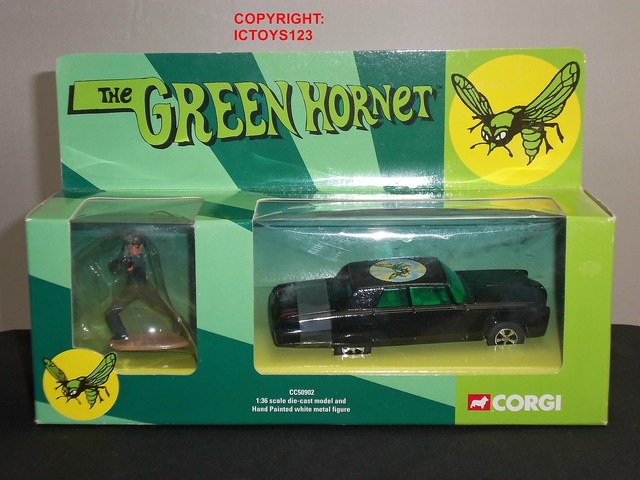 COPYRIGHT:
ICTOYS123
THE GREEN HORNET
CC50902
1:36 scale die-cast model and
Hand Painted white metal figure
CORGI